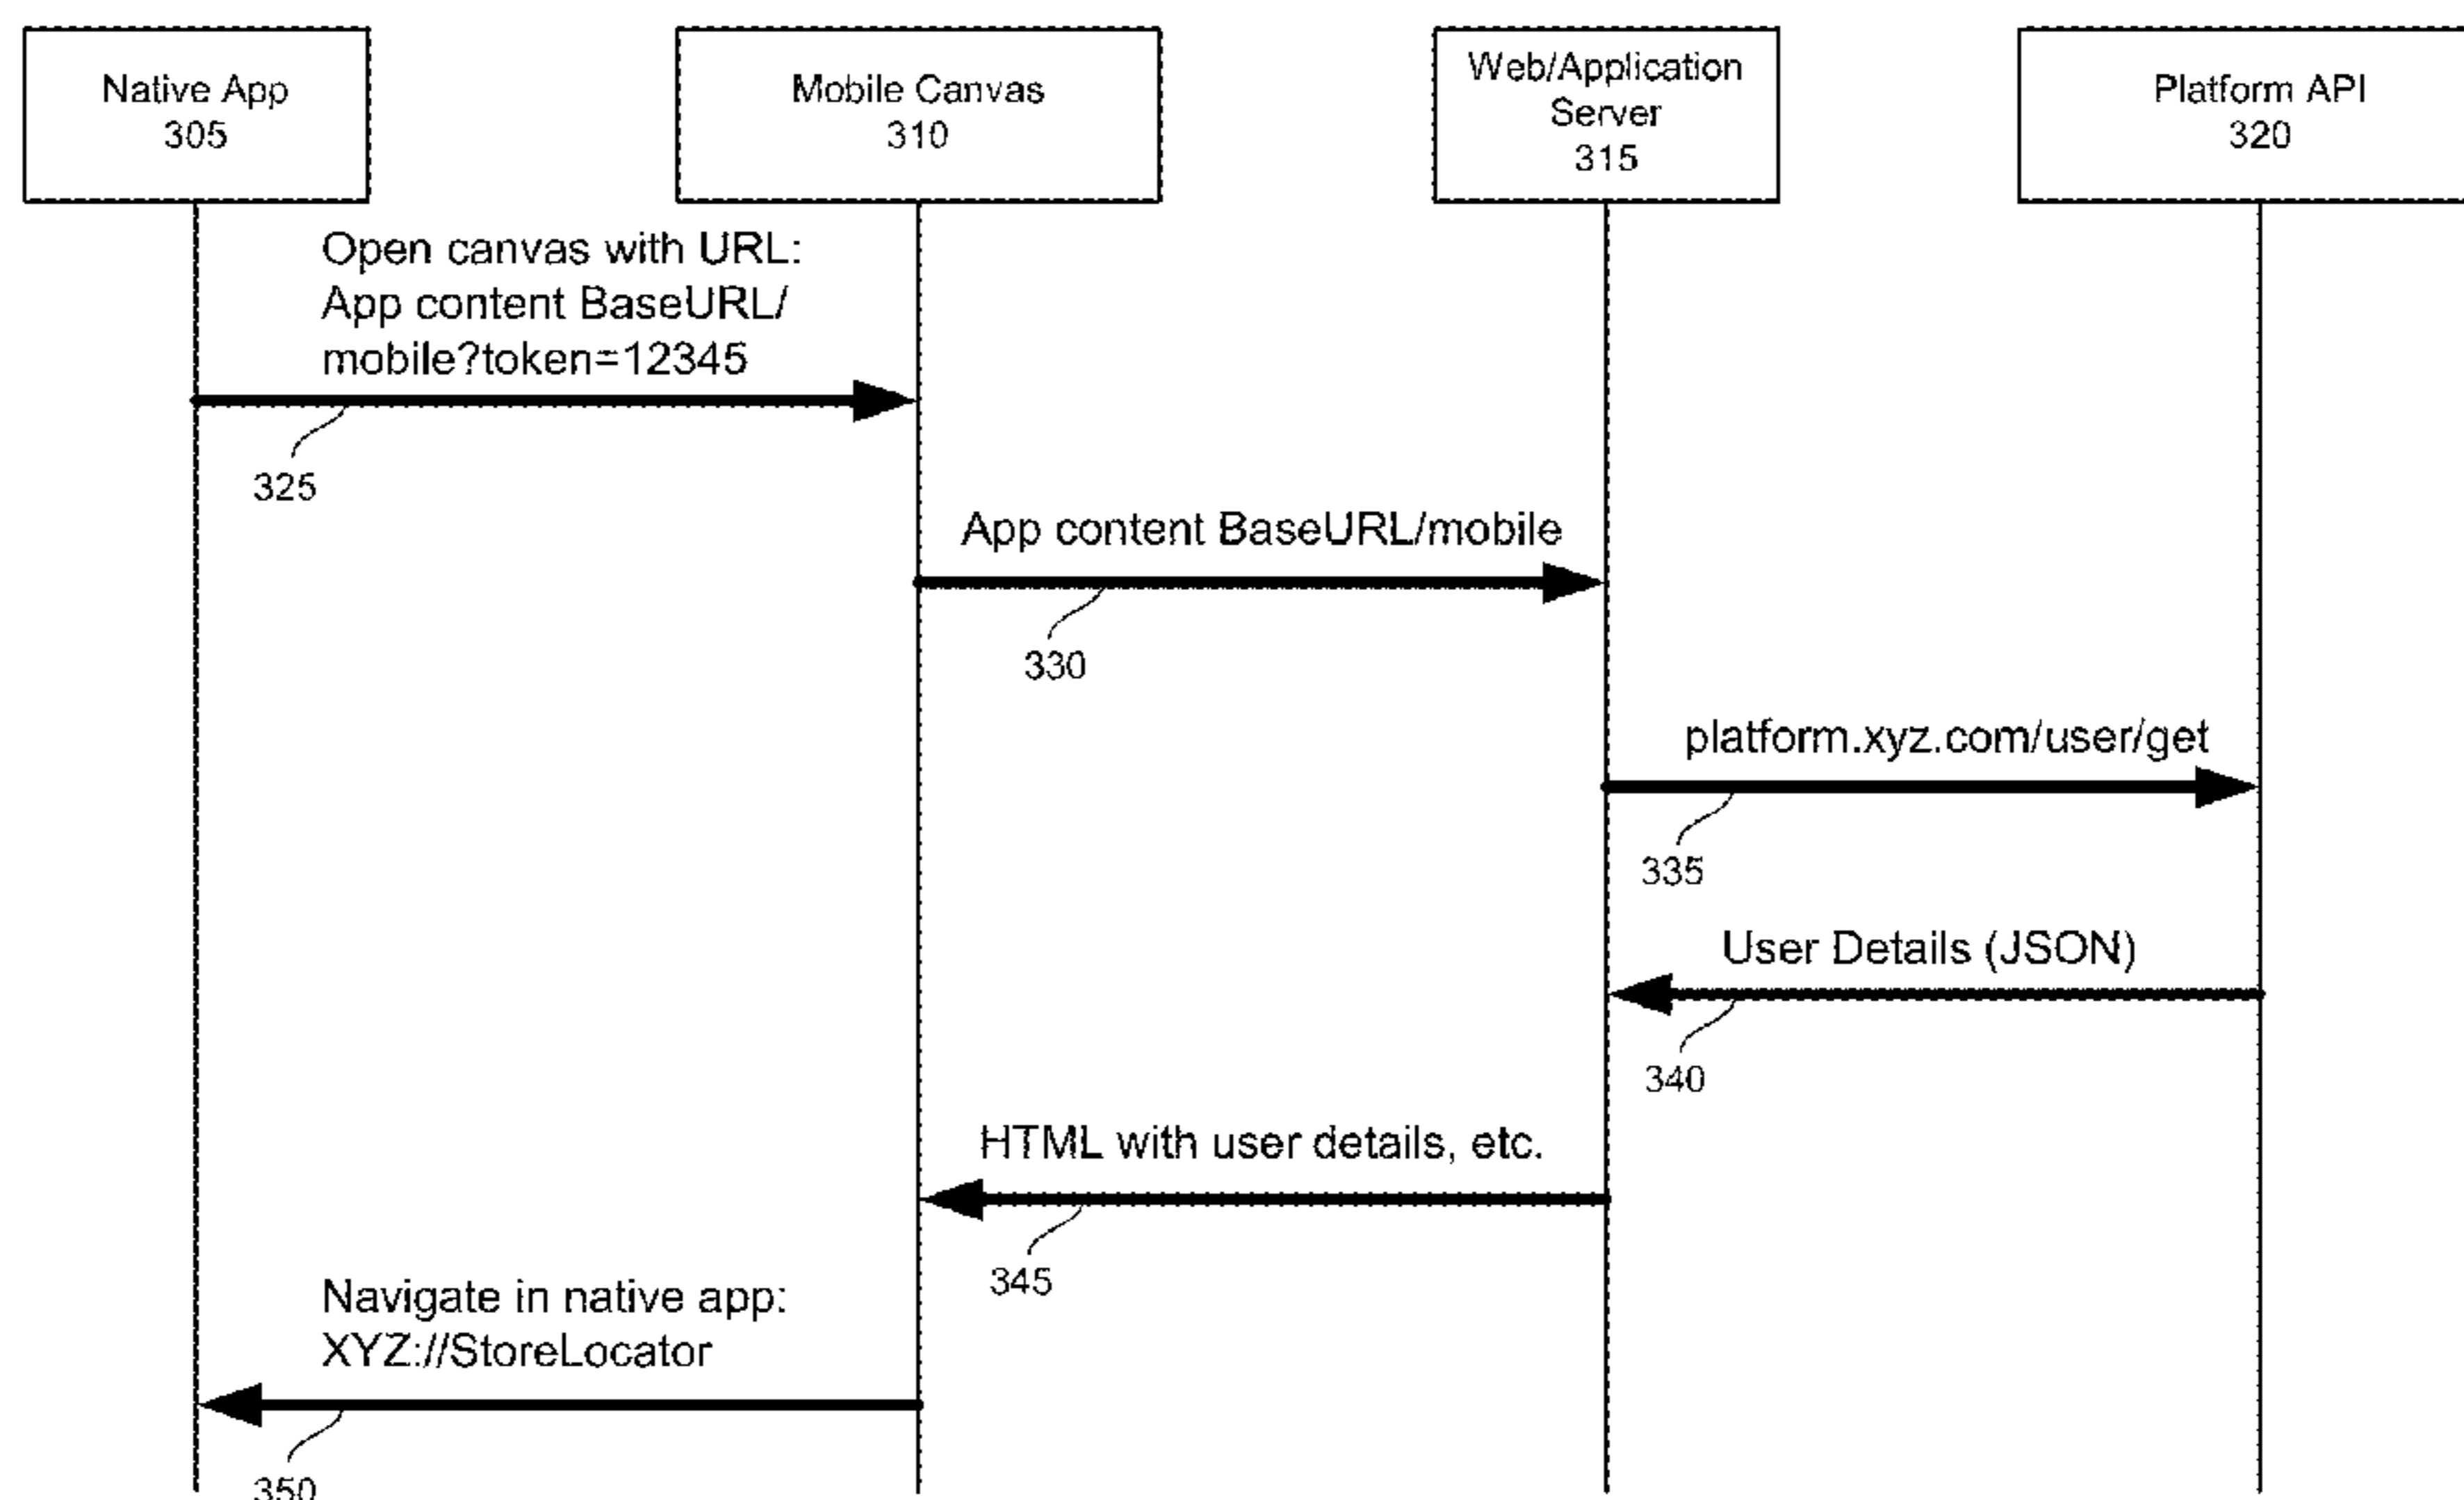 Native App
305
Mobile Canvas
310
Web/Application
Server
315
Platform API
320
Open canvas with URL:
App content BaseURL/
mobile?token=12345
325
App content BaseURL/mobile
330
platform.xyz.com/user/get
335
User Details (JSON)
340
HTML with user details, etc.
345
Navigate in native app:
XYZ://StoreLocator
350